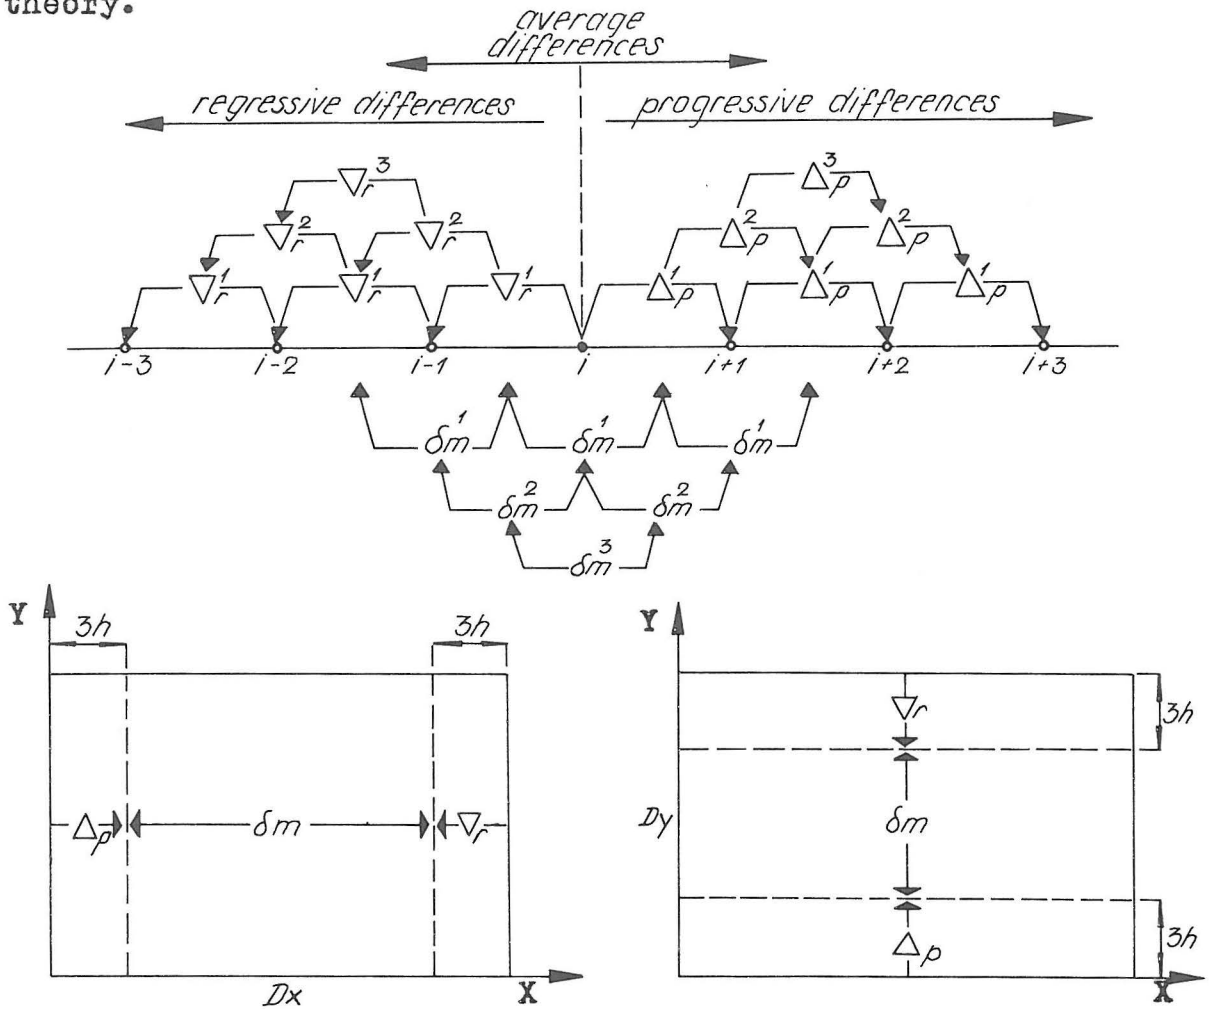 theory.
average
differences
regressive differences progressive differences
∇r³ Δp³
∇r² ∇r² Δp² Δp²
∇r¹ ∇r¹ ∇r¹ Δp¹ Δp¹ Δp¹
i-3 i-2 i-1 i i+1 i+2 i+3
δm¹ δm¹ δm¹
δm² δm²
δm³
Y 3h 3h
Δp δm ∇r
Dx X
Y
∇r 3h
Dy δm
Δp 3h
X